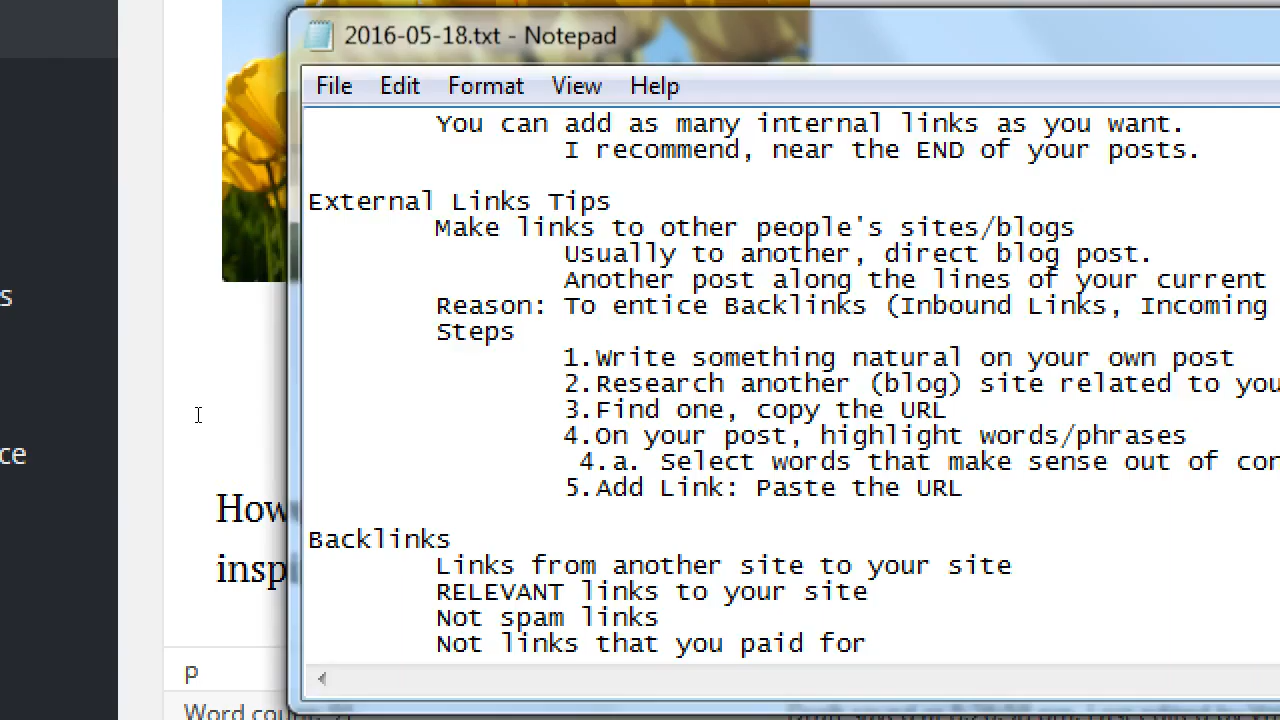 2016-05-18.txt - Notepad
File Edit Format View Help
You can add as many internal links as you want.
I recommend, near the END of your posts.
External Links Tips
Make links to other people's sites/blogs
Usually to another, direct blog post.
Another post along the lines of your current
Reason: To entice Backlinks (Inbound Links, Incoming
Steps
1.Write something natural on your own post
2.Research another (blog) site related to you
3.Find one, copy the URL
4.On your post, highlight words/phrases
4.a. Select words that make sense out of con
5.Add Link: Paste the URL
Backlinks
Links from another site to your site
RELEVANT links to your site
Not spam links
Not links that you paid for
s
ce
How
insp
p
Word